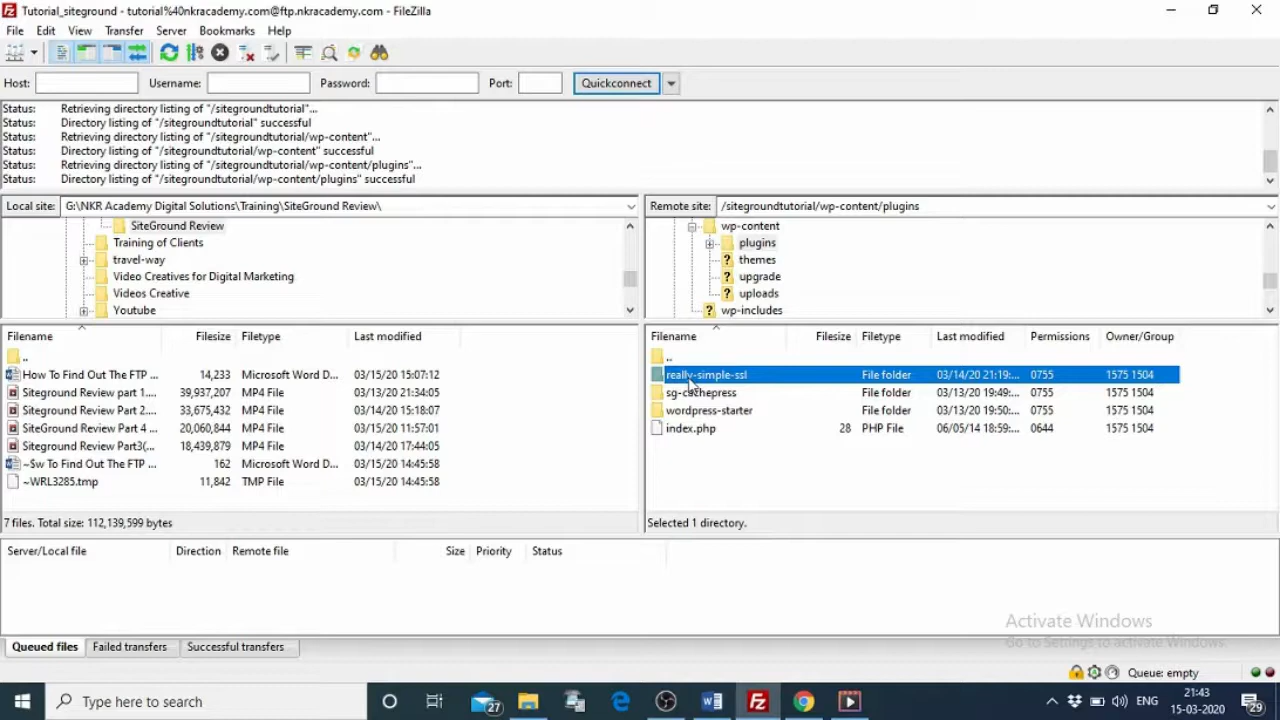 Tutorial_siteground - tutorial%40nkracademy.com@ftp.nkracademy.com - FileZilla
File Edit View Transfer Server Bookmarks Help
Host: Username: Password: Port: Quickconnect
Status: Retrieving directory listing of "/sitegroundtutorial"...
Status: Directory listing of "/sitegroundtutorial" successful
Status: Retrieving directory listing of "/sitegroundtutorial/wp-content"...
Status: Directory listing of "/sitegroundtutorial/wp-content" successful
Status: Retrieving directory listing of "/sitegroundtutorial/wp-content/plugins"...
Status: Directory listing of "/sitegroundtutorial/wp-content/plugins" successful
Local site: G:\NKR Academy Digital Solutions\Training\SiteGround Review\
SiteGround Review
Training of Clients
travel-way
Video Creatives for Digital Marketing
Videos Creative
Youtube
Filename Filesize Filetype Last modified
..
How To Find Out The FTP ... 14,233 Microsoft Word D... 03/15/20 15:07:12
Siteground Review part 1.... 39,937,207 MP4 File 03/13/20 21:34:05
Siteground Review Part 2.... 33,675,432 MP4 File 03/14/20 15:18:07
SiteGround Review Part 4 ... 20,060,844 MP4 File 03/15/20 11:57:01
Siteground Review Part3(... 18,439,879 MP4 File 03/14/20 17:44:05
~$w To Find Out The FTP ... 162 Microsoft Word D... 03/15/20 14:45:58
~WRL3285.tmp 11,842 TMP File 03/15/20 14:45:58
7 files. Total size: 112,139,599 bytes
Remote site: /sitegroundtutorial/wp-content/plugins
wp-content
plugins
? themes
? upgrade
? uploads
? wp-includes
Filename Filesize Filetype Last modified Permissions Owner/Group
..
really-simple-ssl File folder 03/14/20 21:19:... 0755 1575 1504
sg-cachepress File folder 03/13/20 19:50:... 0755 1575 1504
wordpress-starter File folder 03/13/20 19:49:... 0755 1575 1504
index.php 28 PHP File 06/05/14 18:59:... 0644 1575 1504
Selected 1 directory.
Server/Local file Direction Remote file Size Priority Status
Activate Windows
Go to Settings to activate Windows.
Queued files Failed transfers Successful transfers
Queue: empty
Type here to search
27
ENG
21:43
15-03-2020
29